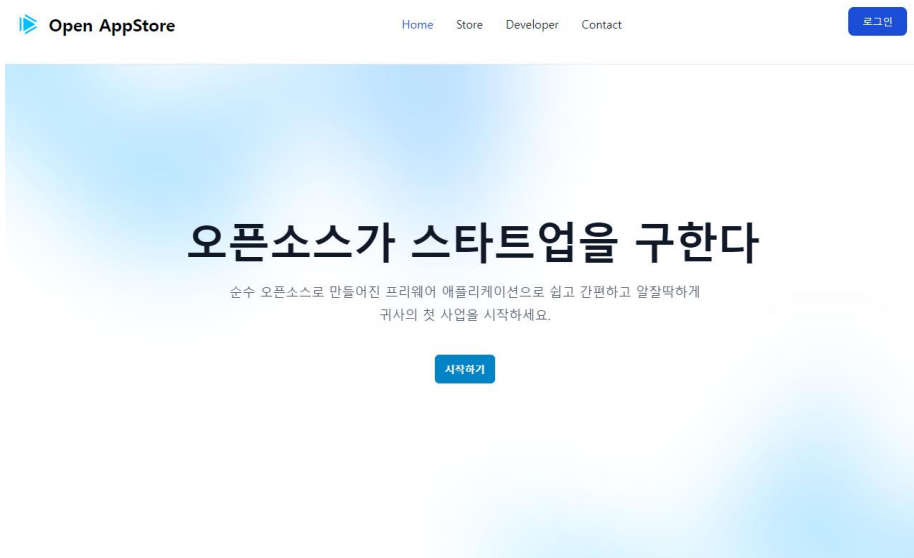 Open AppStore
Home Store Developer Contact
로그인
오픈소스가 스타트업을 구한다
순수 오픈소스로 만들어진 프리웨어 애플리케이션으로 쉽고 간편하고 알잘딱하게
귀사의 첫 사업을 시작하세요.
시작하기